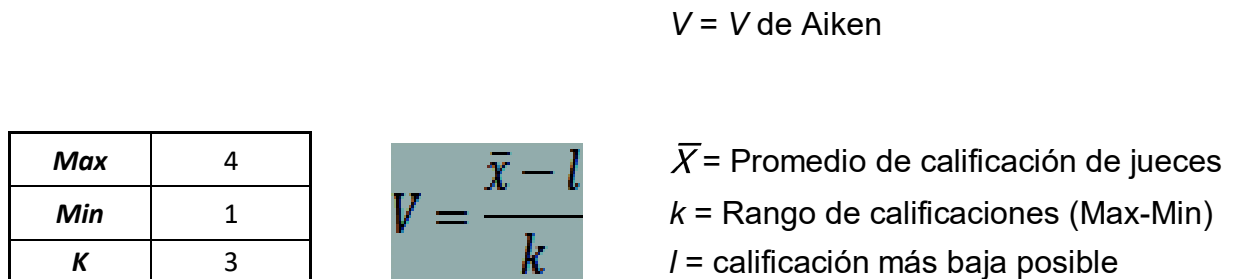 V = V de Aiken
Max 4
Min 1
K 3
V = (x̄ − l) / k
X̄ = Promedio de calificación de jueces
k = Rango de calificaciones (Max-Min)
l = calificación más baja posible